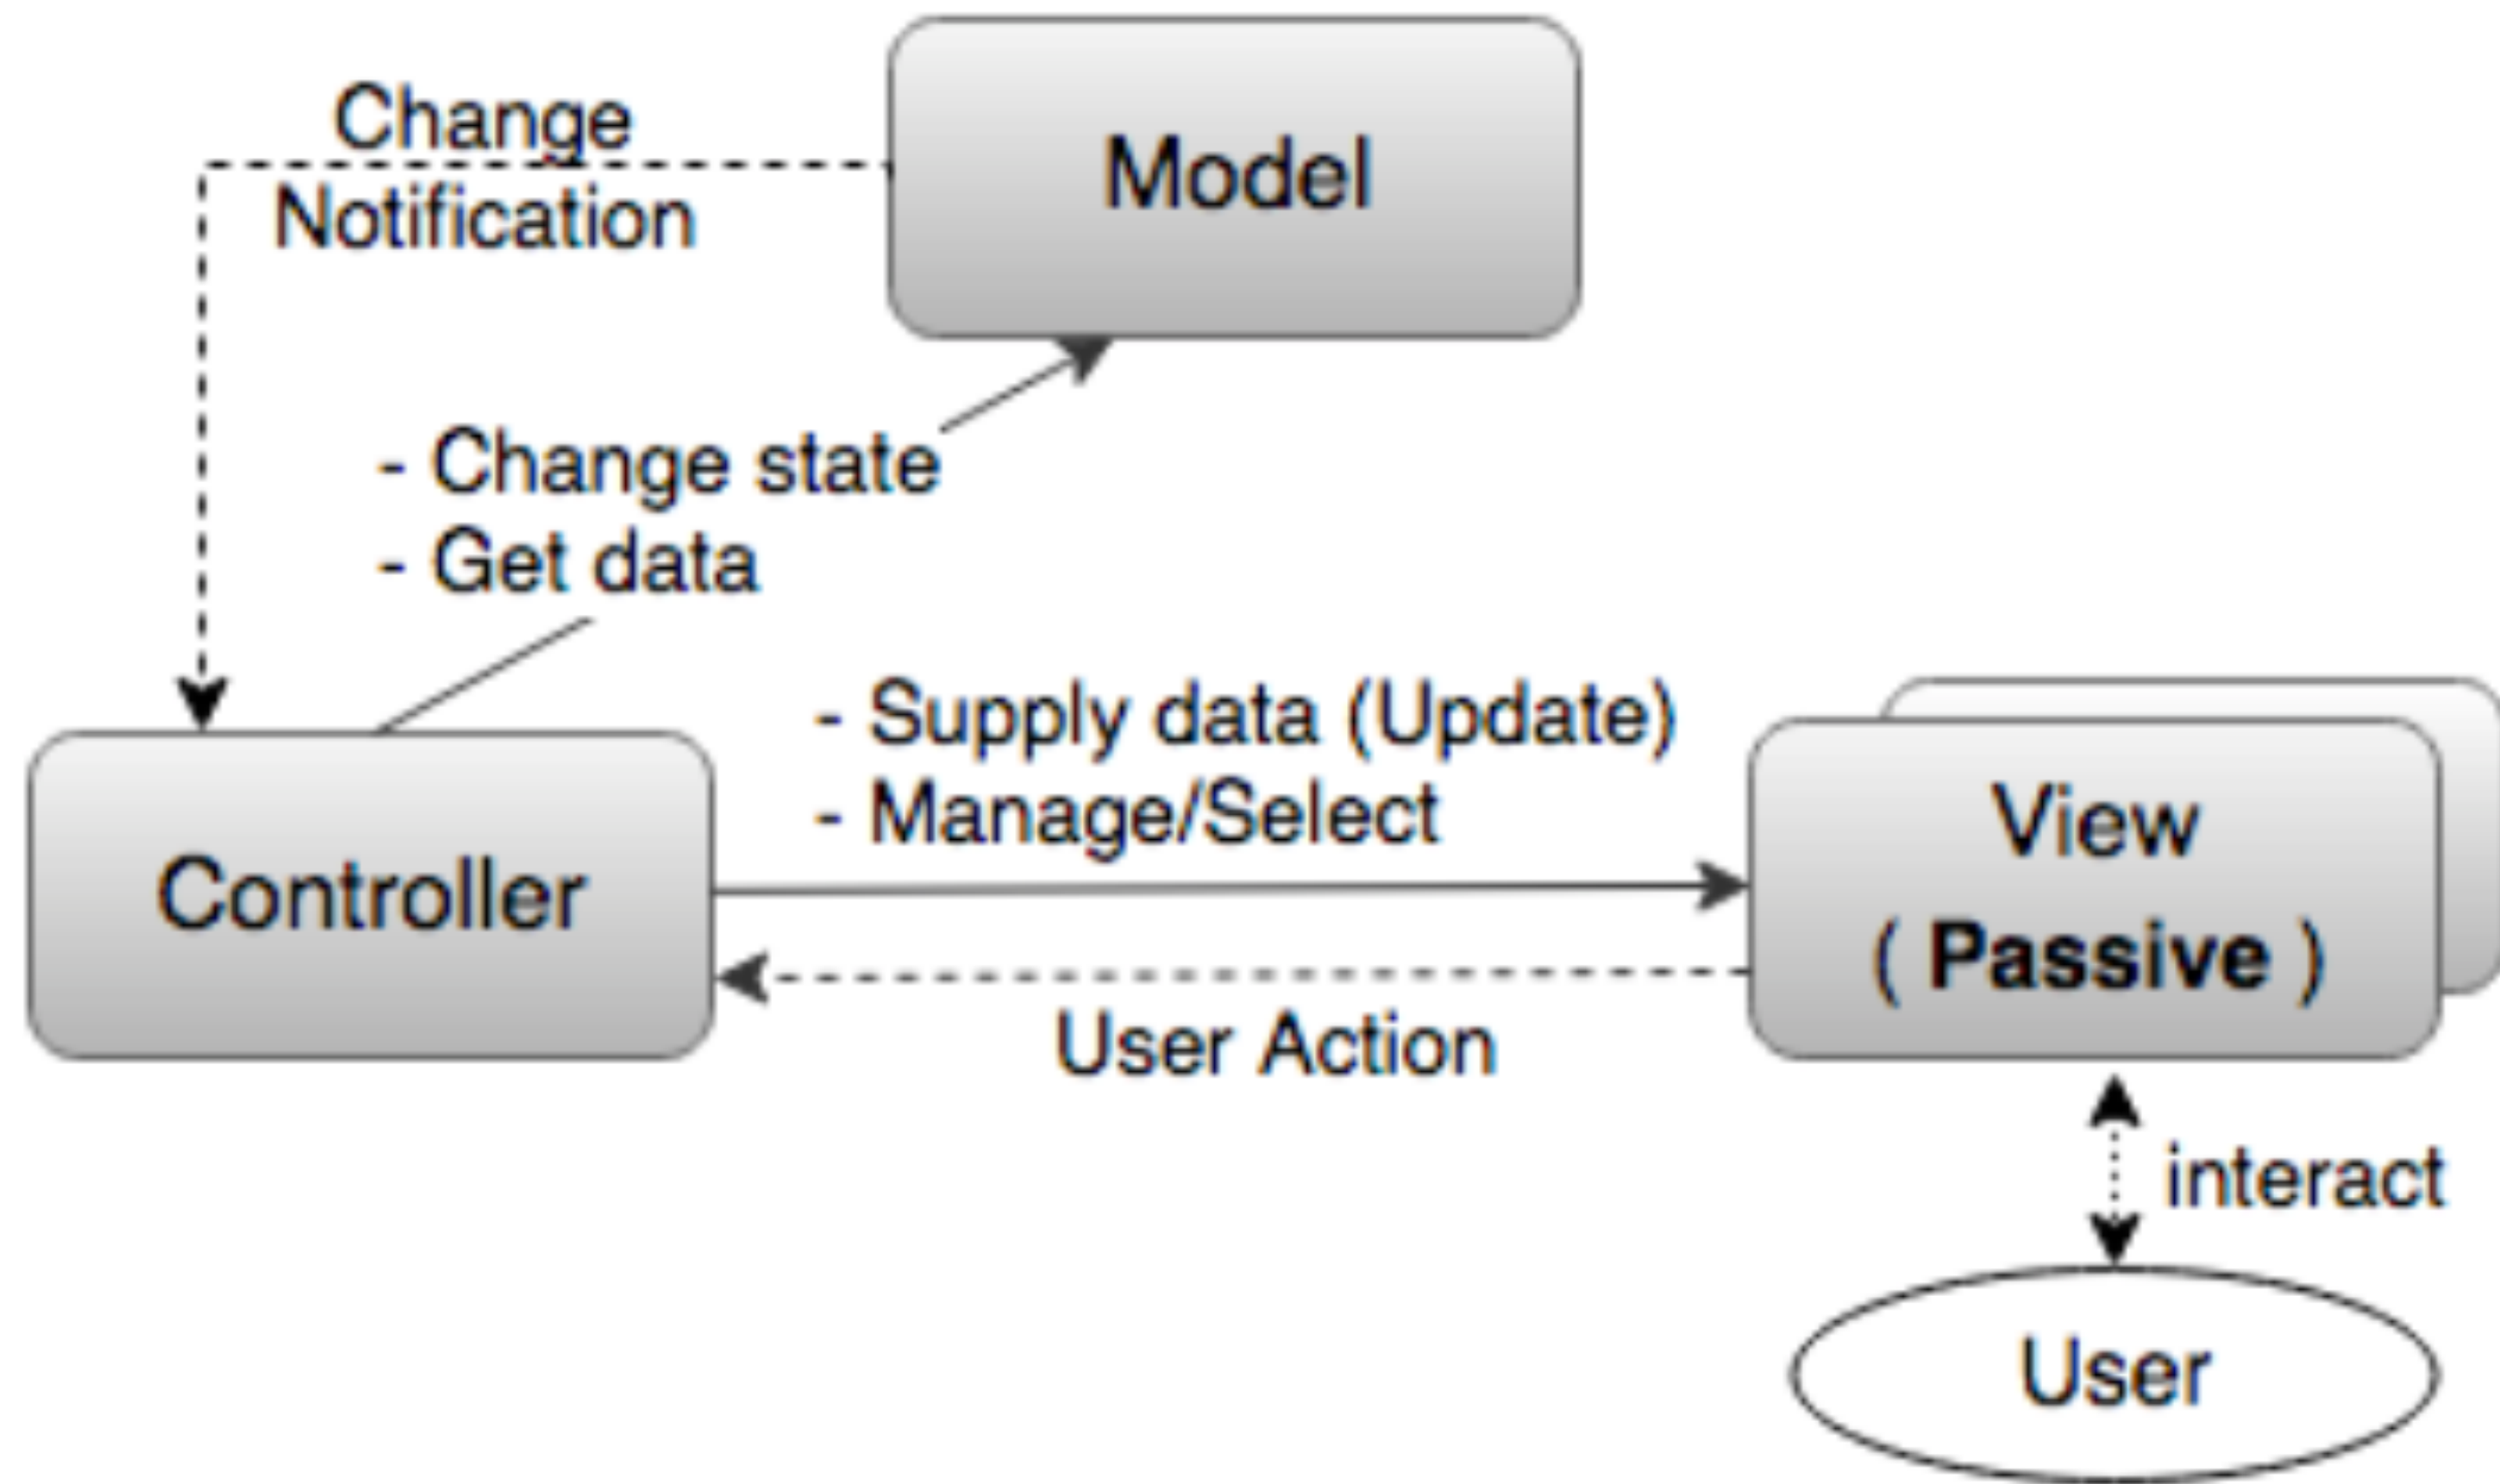 Change
Notification
Model
- Change state
- Get data
- Supply data (Update)
- Manage/Select
Controller
View
( Passive )
User Action
interact
User